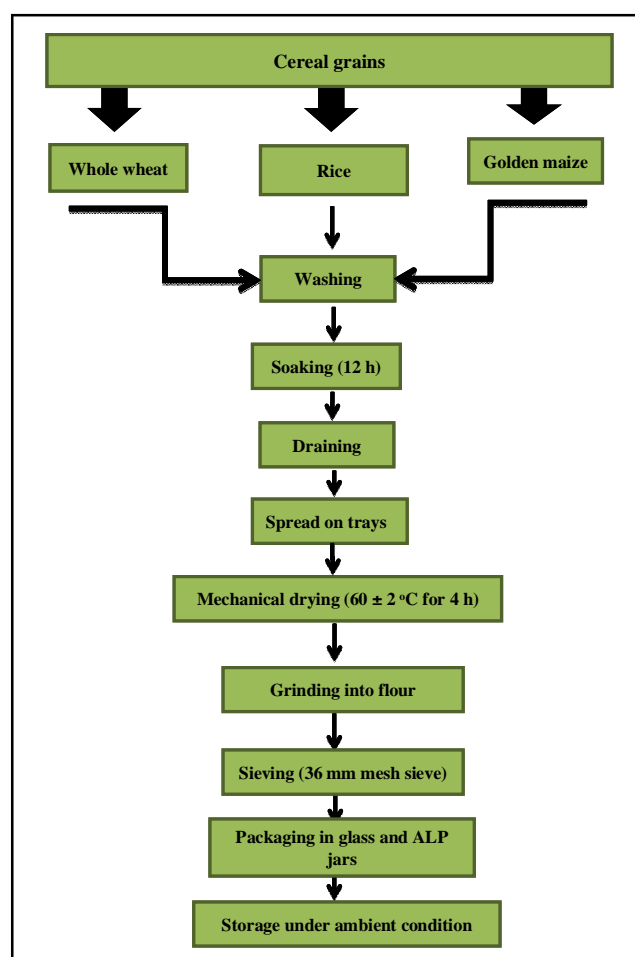 Cereal grains
Whole wheat
Rice
Golden maize
Washing
Soaking (12 h)
Draining
Spread on trays
Mechanical drying (60 ± 2 °C for 4 h)
Grinding into flour
Sieving (36 mm mesh sieve)
Packaging in glass and ALP
jars
Storage under ambient condition